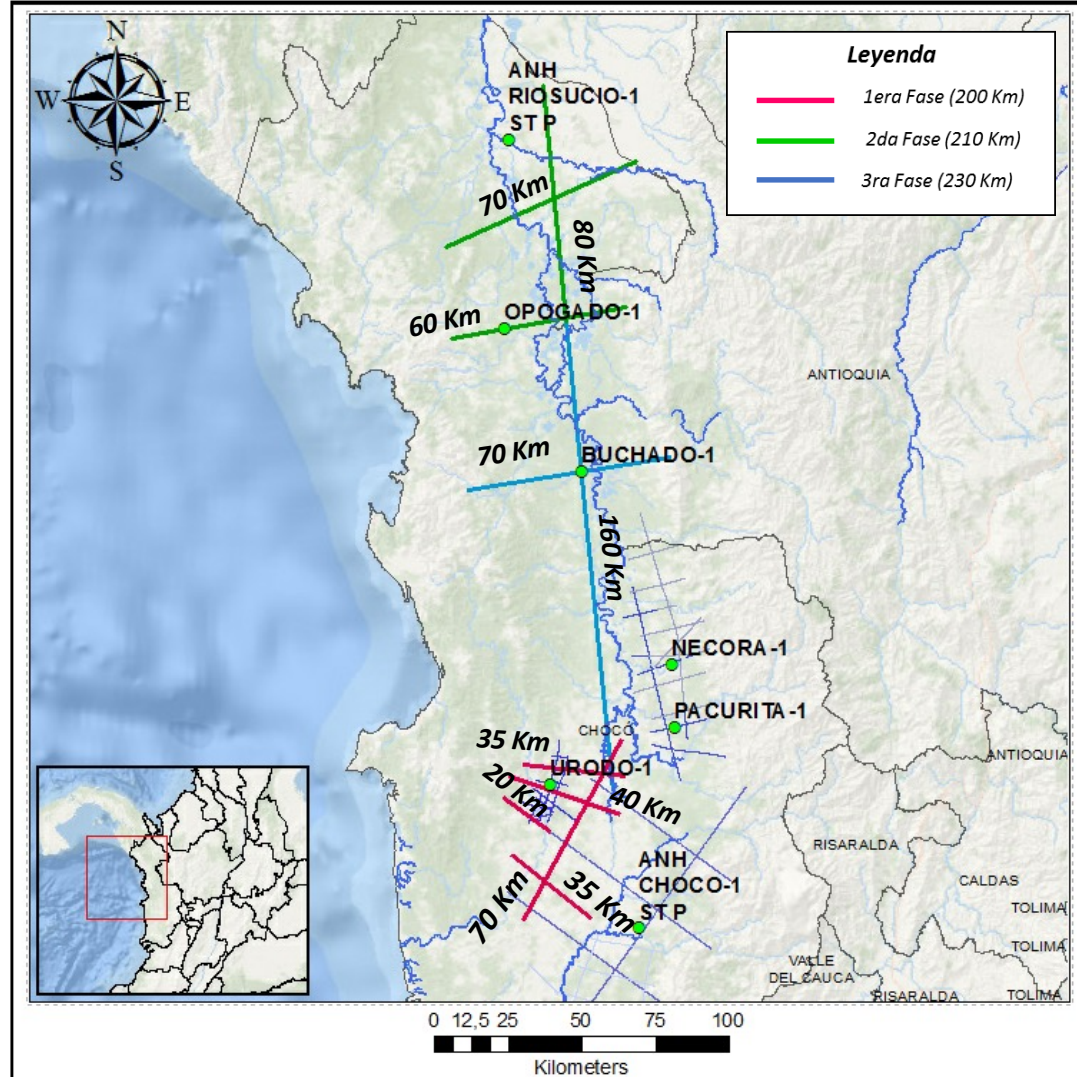 N
W E
S
Leyenda
1era Fase (200 Km)
2da Fase (210 Km)
3ra Fase (230 Km)
ANH
RIOSUCIO-1
ST P
70 Km
80 Km
OPOGADO-1
60 Km
ANTIOQUIA
70 Km
BUCHADO-1
160 Km
NECORA-1
PACURITA-1
CHOCÓ
35 Km
URODO-1
20 Km
40 Km
ANTIOQUIA
RISARALDA
ANH
CHOCO-1
ST P
70 Km
35 Km
CALDAS
TOLIMA
TOLIMA
VALLE
DEL CAUCA
RISARALDA
TOLIMA
0 12,5 25 50 75 100
Kilometers